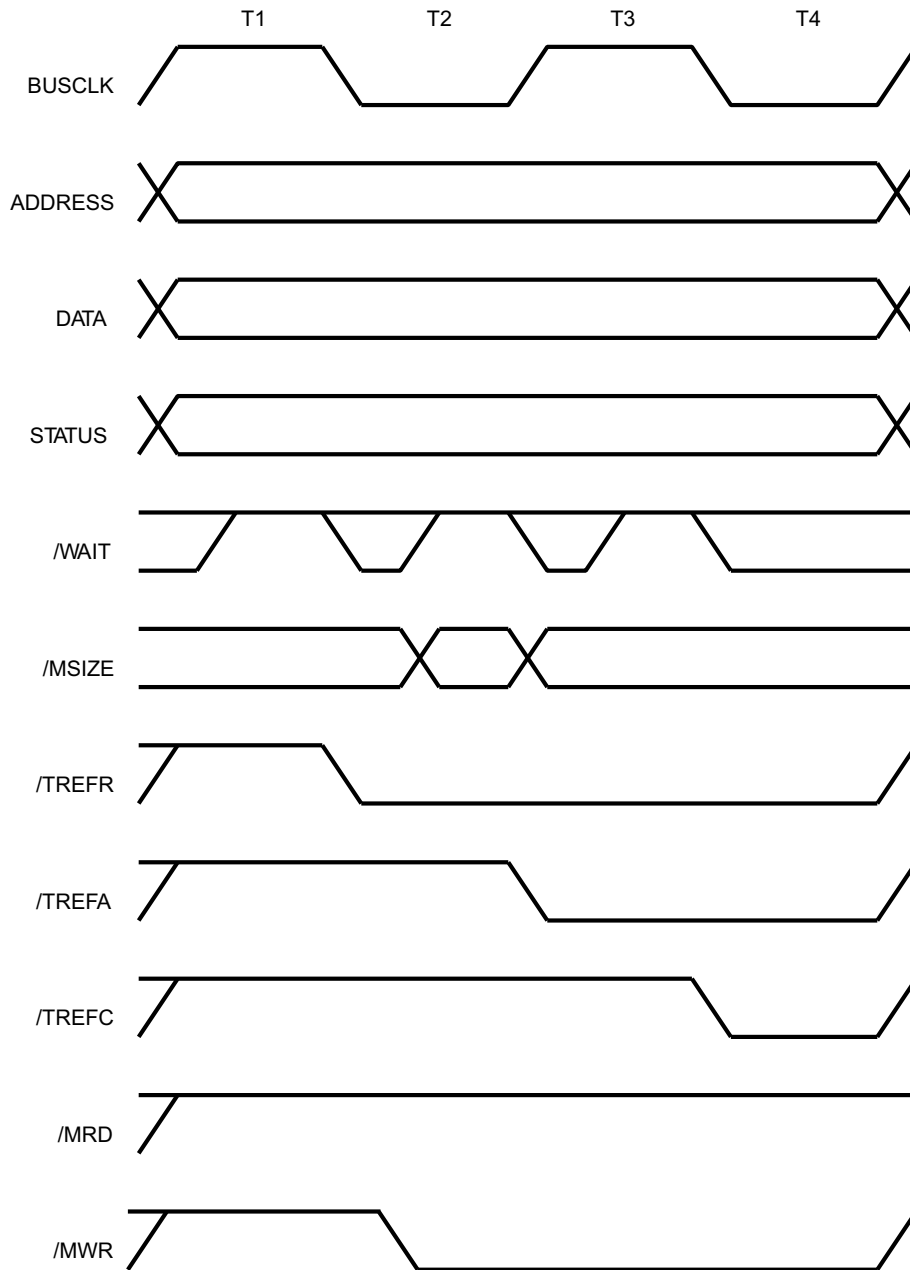 T1 T2 T3 T4
BUSCLK
ADDRESS
DATA
STATUS
/WAIT
/MSIZE
/TREFR
/TREFA
/TREFC
/MRD
/MWR